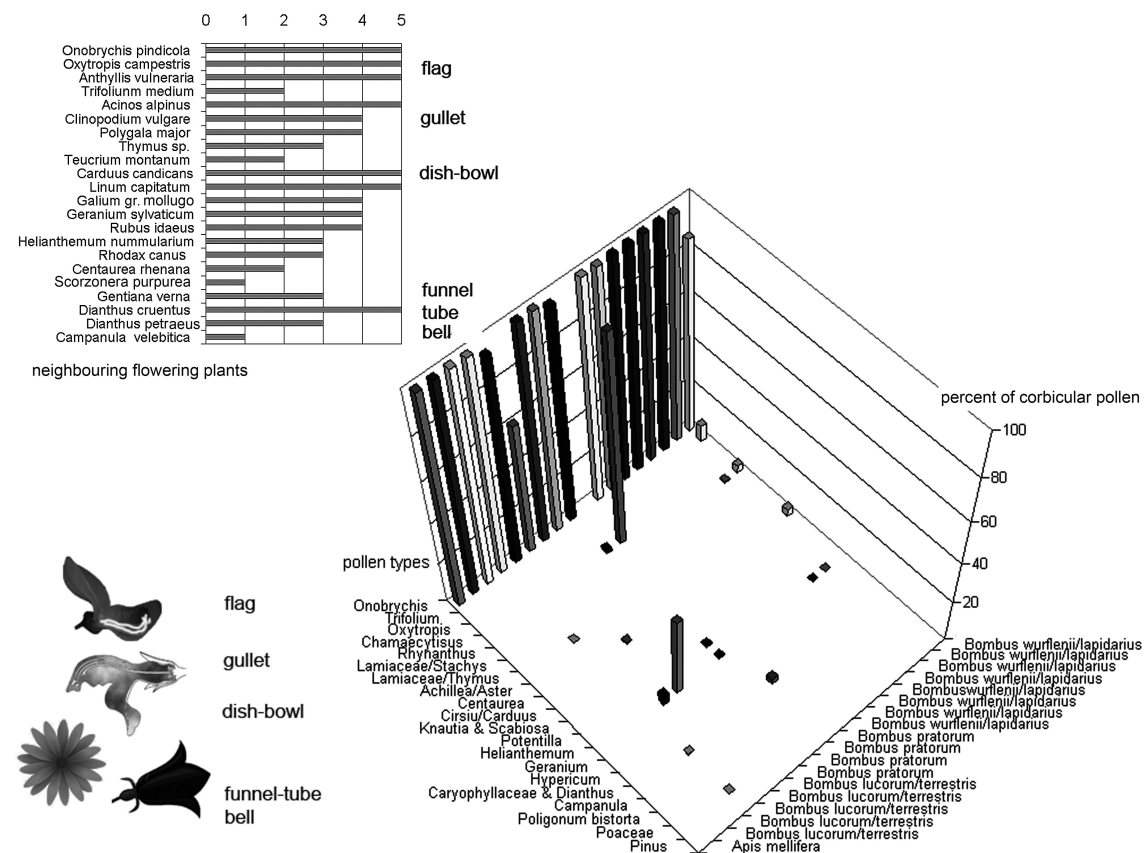 0 1 2 3 4 5
Onobrychis pindicola
Oxytropis campestris
Anthyllis vulneraria
Trifoliunm medium
Acinos alpinus
Clinopodium vulgare
Polygala major
Thymus sp.
Teucrium montanum
Carduus candicans
Linum capitatum
Galium gr. mollugo
Geranium sylvaticum
Rubus idaeus
Helianthemum nummularium
Rhodax canus
Centaurea rhenana
Scorzonera purpurea
Gentiana verna
Dianthus cruentus
Dianthus petraeus
Campanula velebitica
flag
gullet
dish-bowl
funnel
tube
bell
neighbouring flowering plants
percent of corbicular pollen
100
80
60
40
20
pollen types
Onobrychis
Trifolium
Oxytropis
Chamaecytisus
Rhynanthus
Lamiaceae/Stachys
Lamiaceae/Thymus
Achillea/Aster
Centaurea
Cirsiu/Carduus
Knautia & Scabiosa
Potentilla
Helianthemum
Geranium
Hypericum
Caryophyllaceae & Dianthus
Campanula
Poligonum bistorta
Poaceae
Pinus
Bombus wurflenii/lapidarius
Bombus wurflenii/lapidarius
Bombus wurflenii/lapidarius
Bombus wurflenii/lapidarius
Bombuswurflenii/lapidarius
Bombus wurflenii/lapidarius
Bombus wurflenii/lapidarius
Bombus wurflenii/lapidarius
Bombus pratorum
Bombus pratorum
Bombus pratorum
Bombus lucorum/terrestris
Bombus lucorum/terrestris
Bombus lucorum/terrestris
Bombus lucorum/terrestris
Bombus lucorum/terrestris
Apis mellifera
flag
gullet
dish-bowl
funnel-tube
bell